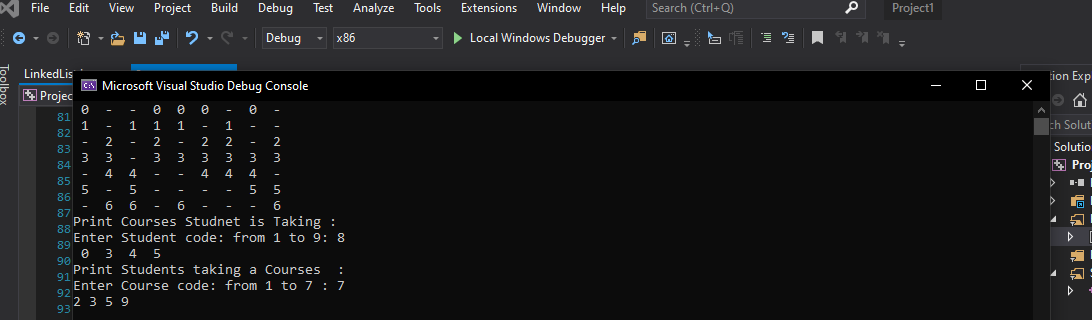 File Edit View Project Build Debug Test Analyze Tools Extensions Window Help Search (Ctrl+Q) Project1
Debug x86 Local Windows Debugger
Toolbox
LinkedLis
Microsoft Visual Studio Debug Console
tion Exp
Projec
ch Solut
Solution
Proj
81
82
83
84
85
86
87
88
89
90
91
92
93
0 - - 0 0 0 - 0 -
1 - 1 1 1 - 1 - -
- 2 - 2 - 2 2 - 2
3 3 - 3 3 3 3 3 3
- 4 4 - - 4 4 4 -
5 - 5 - - - - 5 5
- 6 6 - 6 - - - 6
Print Courses Studnet is Taking :
Enter Student code: from 1 to 9: 8
0 3 4 5
Print Students taking a Courses :
Enter Course code: from 1 to 7 : 7
2 3 5 9